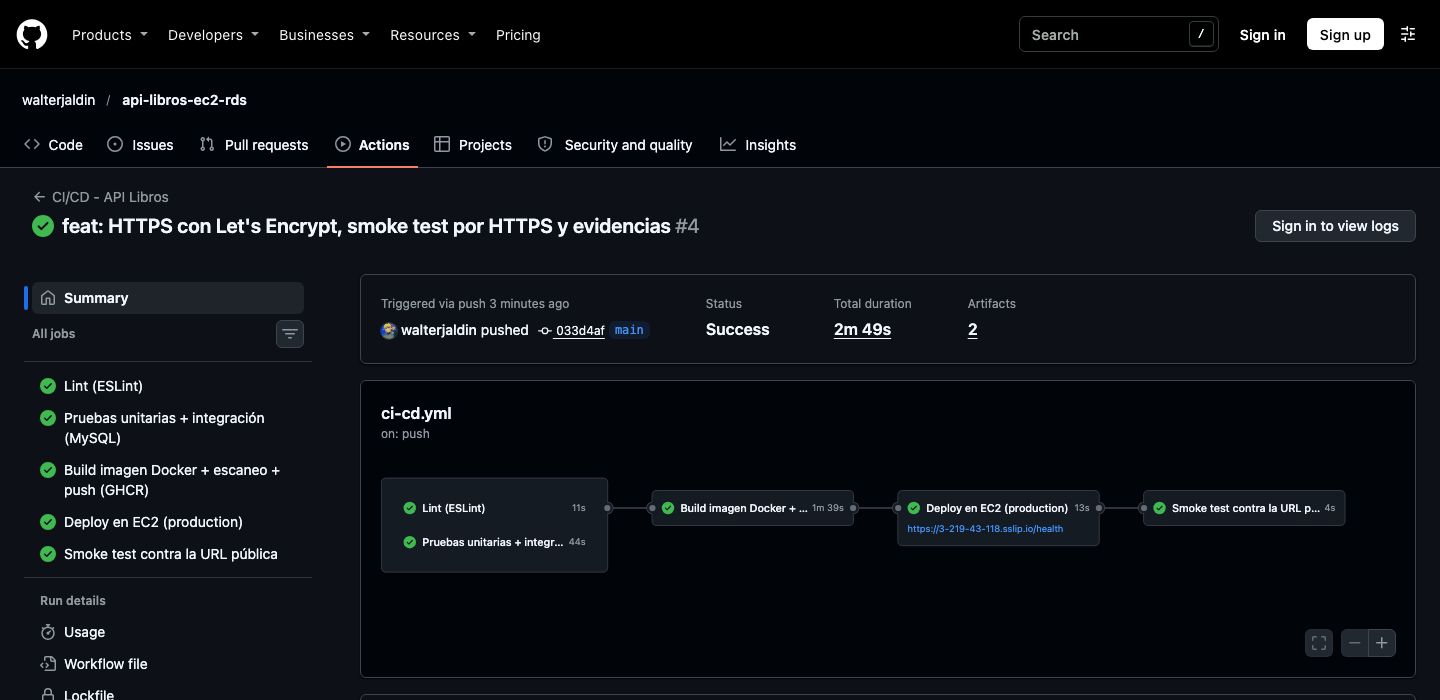 Products Developers Businesses Resources Pricing Search / Sign in Sign up
walterjaldin / api-libros-ec2-rds
Code Issues Pull requests Actions Projects Security and quality Insights
← CI/CD - API Libros
feat: HTTPS con Let's Encrypt, smoke test por HTTPS y evidencias #4
Sign in to view logs
Summary
All jobs
Lint (ESLint)
Pruebas unitarias + integración
(MySQL)
Build imagen Docker + escaneo +
push (GHCR)
Deploy en EC2 (production)
Smoke test contra la URL pública
Run details
Usage
Workflow file
Lockfile
Triggered via push 3 minutes ago
walterjaldin pushed 033d4af main
Status
Success
Total duration
2m 49s
Artifacts
2
ci-cd.yml
on: push
Lint (ESLint) 11s
Pruebas unitarias + integr... 44s
Build imagen Docker + ... 1m 39s
Deploy en EC2 (production) 13s
https://3-219-43-118.sslip.io/health
Smoke test contra la URL p... 4s